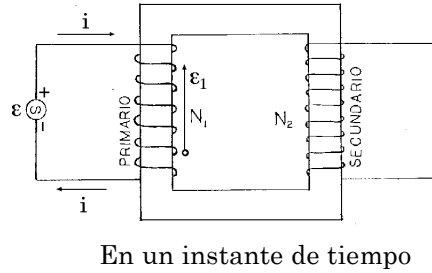 i
ε
+
S
-
PRIMARIO
ε1
N1
N2
SECUNDARIO
i
En un instante de tiempo